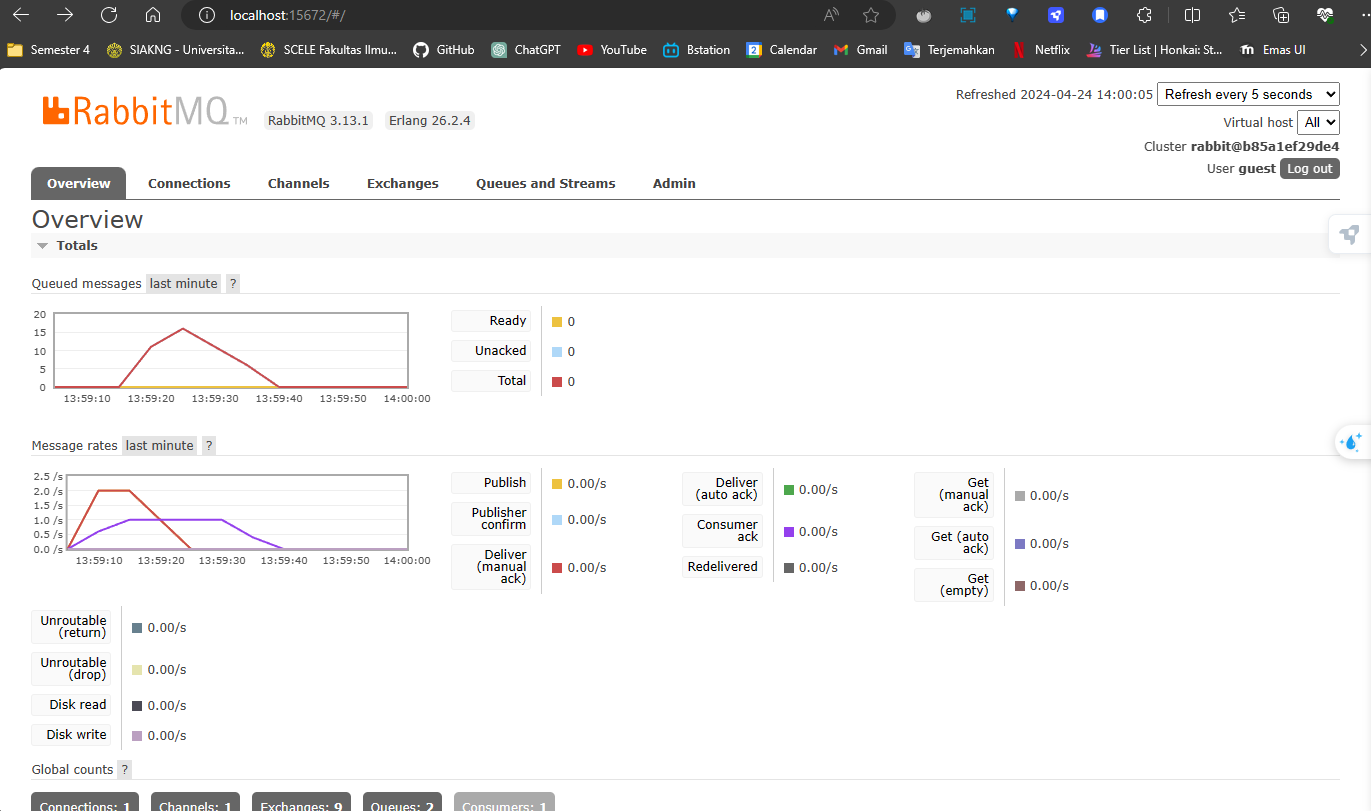 localhost:15672/#/
Semester 4 SIAKNG - Universita... SCELE Fakultas Ilmu... GitHub ChatGPT YouTube Bstation Calendar Gmail Terjemahkan Netflix Tier List | Honkai: St... Emas UI
RabbitMQ TM RabbitMQ 3.13.1 Erlang 26.2.4
Refreshed 2024-04-24 14:00:05 Refresh every 5 seconds
Virtual host All
Cluster rabbit@b85a1ef29de4
User guest Log out
Overview Connections Channels Exchanges Queues and Streams Admin
Overview
Totals
Queued messages last minute ?
20
15
10
5
0
13:59:10 13:59:20 13:59:30 13:59:40 13:59:50 14:00:00
Ready 0
Unacked 0
Total 0
Message rates last minute ?
2.5 /s
2.0 /s
1.5 /s
1.0 /s
0.5 /s
0.0 /s
13:59:10 13:59:20 13:59:30 13:59:40 13:59:50 14:00:00
Publish 0.00/s
Publisher
confirm 0.00/s
Deliver
(manual
ack) 0.00/s
Deliver
(auto ack) 0.00/s
Consumer
ack 0.00/s
Redelivered 0.00/s
Get
(manual
ack) 0.00/s
Get (auto
ack) 0.00/s
Get
(empty) 0.00/s
Unroutable
(return) 0.00/s
Unroutable
(drop) 0.00/s
Disk read 0.00/s
Disk write 0.00/s
Global counts ?
Connections: 1 Channels: 1 Exchanges: 9 Queues: 2 Consumers: 1